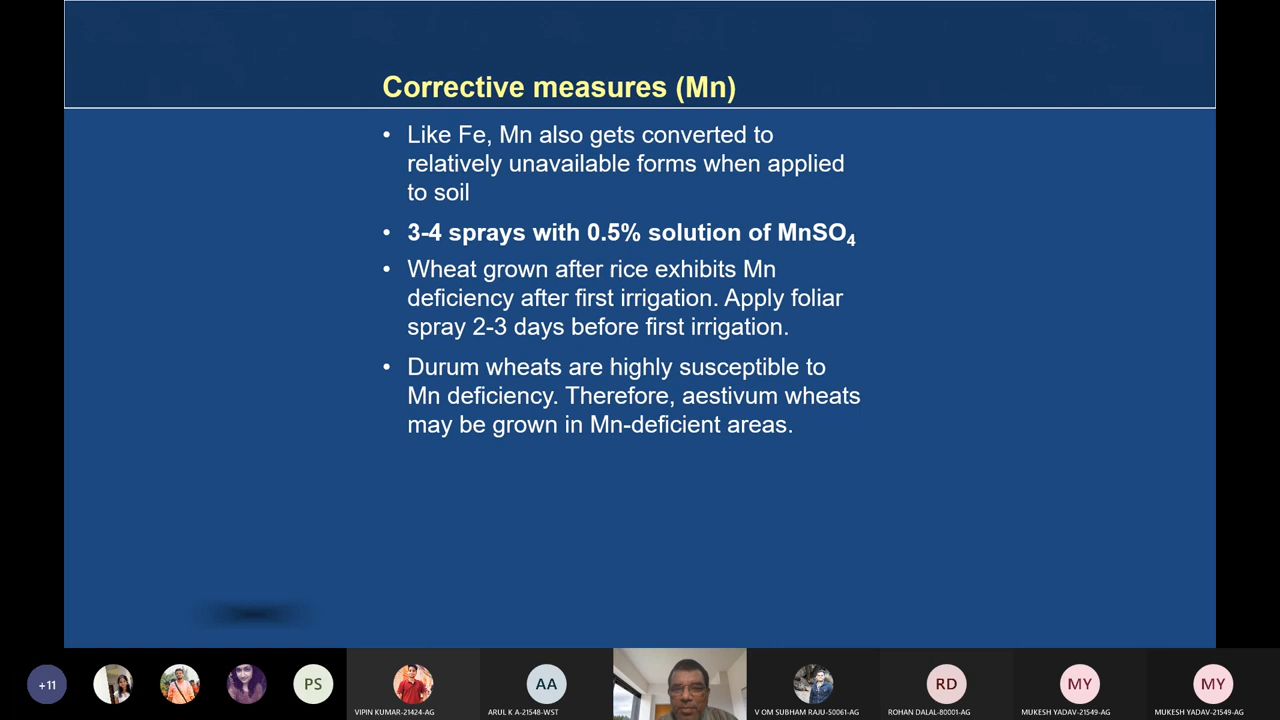 Corrective measures (Mn)
• Like Fe, Mn also gets converted to
relatively unavailable forms when applied
to soil
• 3-4 sprays with 0.5% solution of MnSO₄
• Wheat grown after rice exhibits Mn
deficiency after first irrigation. Apply foliar
spray 2-3 days before first irrigation.
• Durum wheats are highly susceptible to
Mn deficiency. Therefore, aestivum wheats
may be grown in Mn-deficient areas.
+11
PS
AA
RD
MY
MY
VIPIN KUMAR-21424-AG
ARUL K A-21548-WST
V OM SUBHAM RAJU-50061-AG
ROHAN DALAL-80001-AG
MUKESH YADAV-21549-AG
MUKESH YADAV-21549-AG